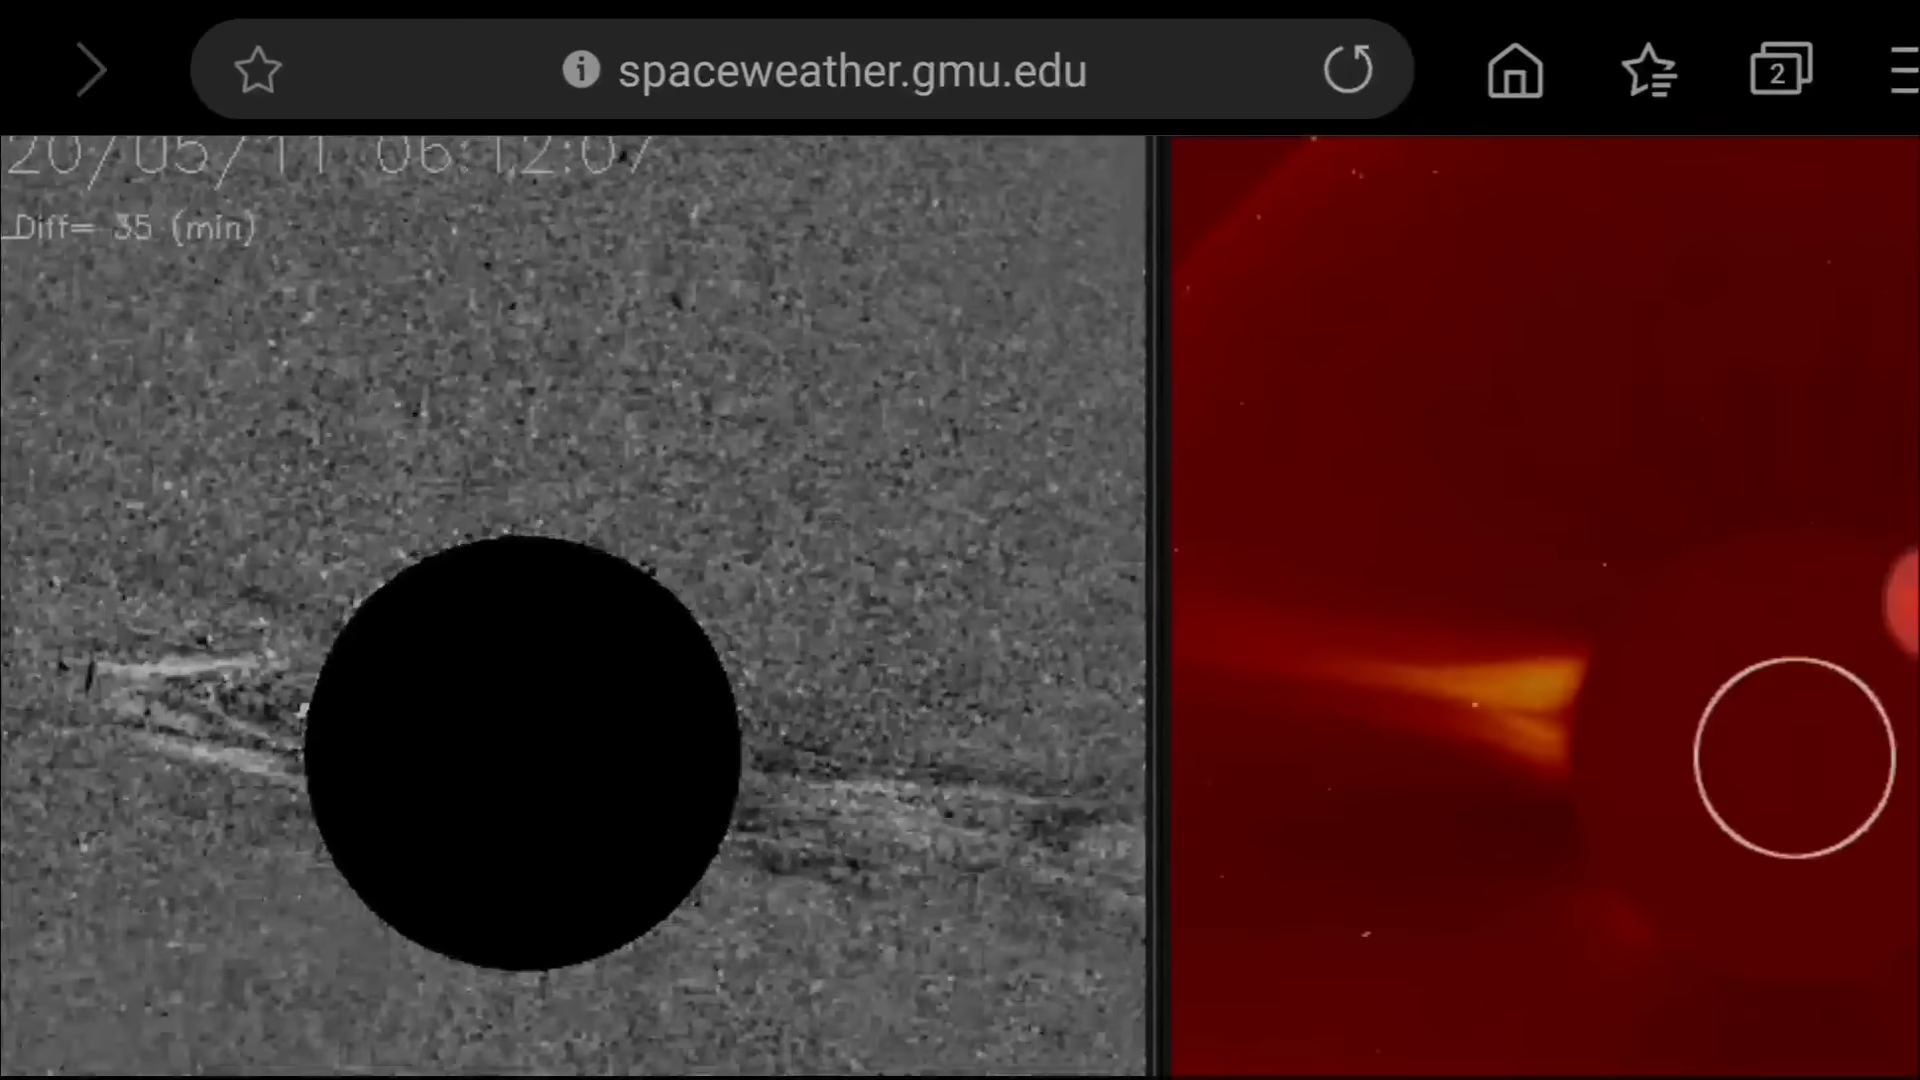 spaceweather.gmu.edu
2
20/05/11 06:12:07
Diff= 35 (min)